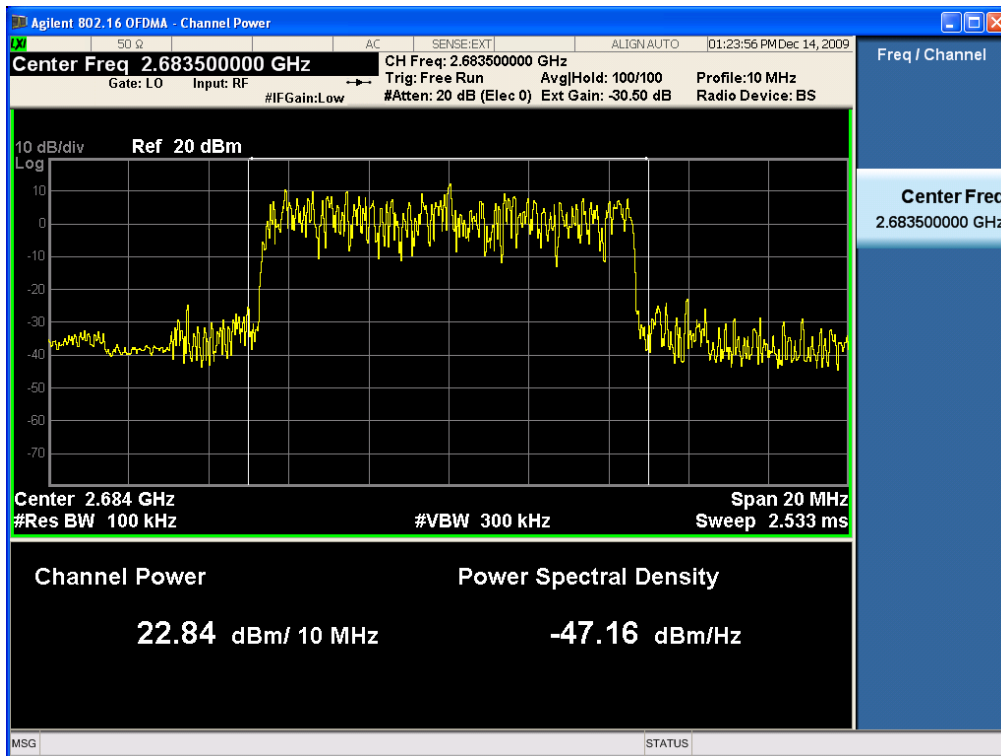 Agilent 802.16 OFDMA - Channel Power
LXI 50 Ω AC SENSE:EXT ALIGN AUTO 01:23:56 PM Dec 14, 2009
Center Freq 2.683500000 GHz
Gate: LO Input: RF
#IFGain:Low
CH Freq: 2.683500000 GHz
Trig: Free Run Avg|Hold: 100/100 Profile:10 MHz
#Atten: 20 dB (Elec 0) Ext Gain: -30.50 dB Radio Device: BS
Freq / Channel
Center Freq
2.683500000 GHz
10 dB/div Ref 20 dBm
Log
10
0
-10
-20
-30
-40
-50
-60
-70
Center 2.684 GHz Span 20 MHz
#Res BW 100 kHz #VBW 300 kHz Sweep 2.533 ms
Channel Power Power Spectral Density
22.84 dBm/ 10 MHz -47.16 dBm/Hz
MSG STATUS